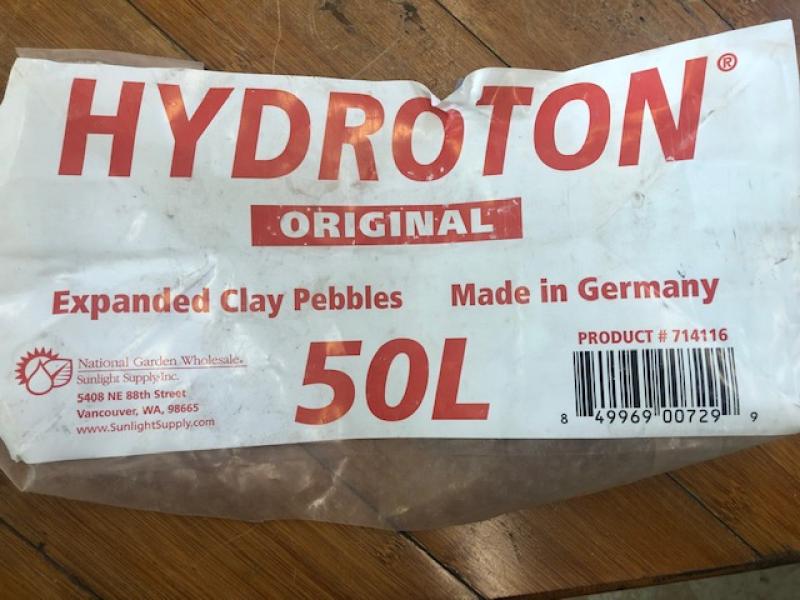 HYDROTON®
ORIGINAL
Expanded Clay Pebbles Made in Germany
50L
National Garden Wholesale®
Sunlight Supply, Inc.
5408 NE 88th Street
Vancouver, WA, 98665
www.SunlightSupply.com
PRODUCT # 714116
8 49969 00729 9